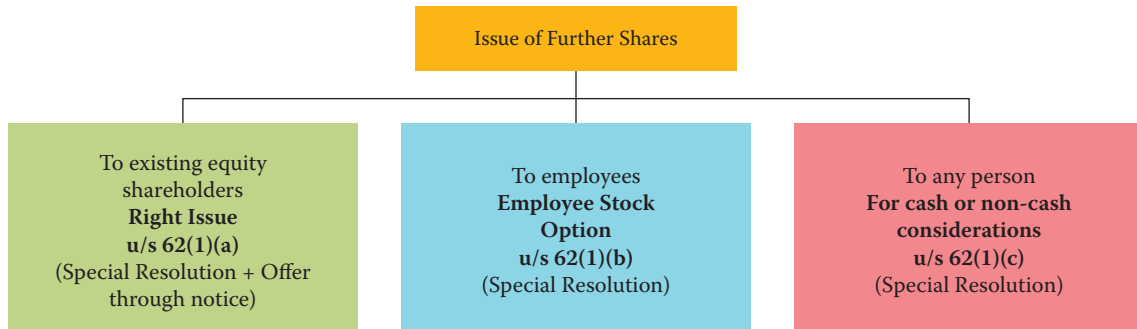 Issue of Further Shares
To existing equity
shareholders
Right Issue
u/s 62(1)(a)
(Special Resolution + Offer
through notice)
To employees
Employee Stock
Option
u/s 62(1)(b)
(Special Resolution)
To any person
For cash or non-cash
considerations
u/s 62(1)(c)
(Special Resolution)